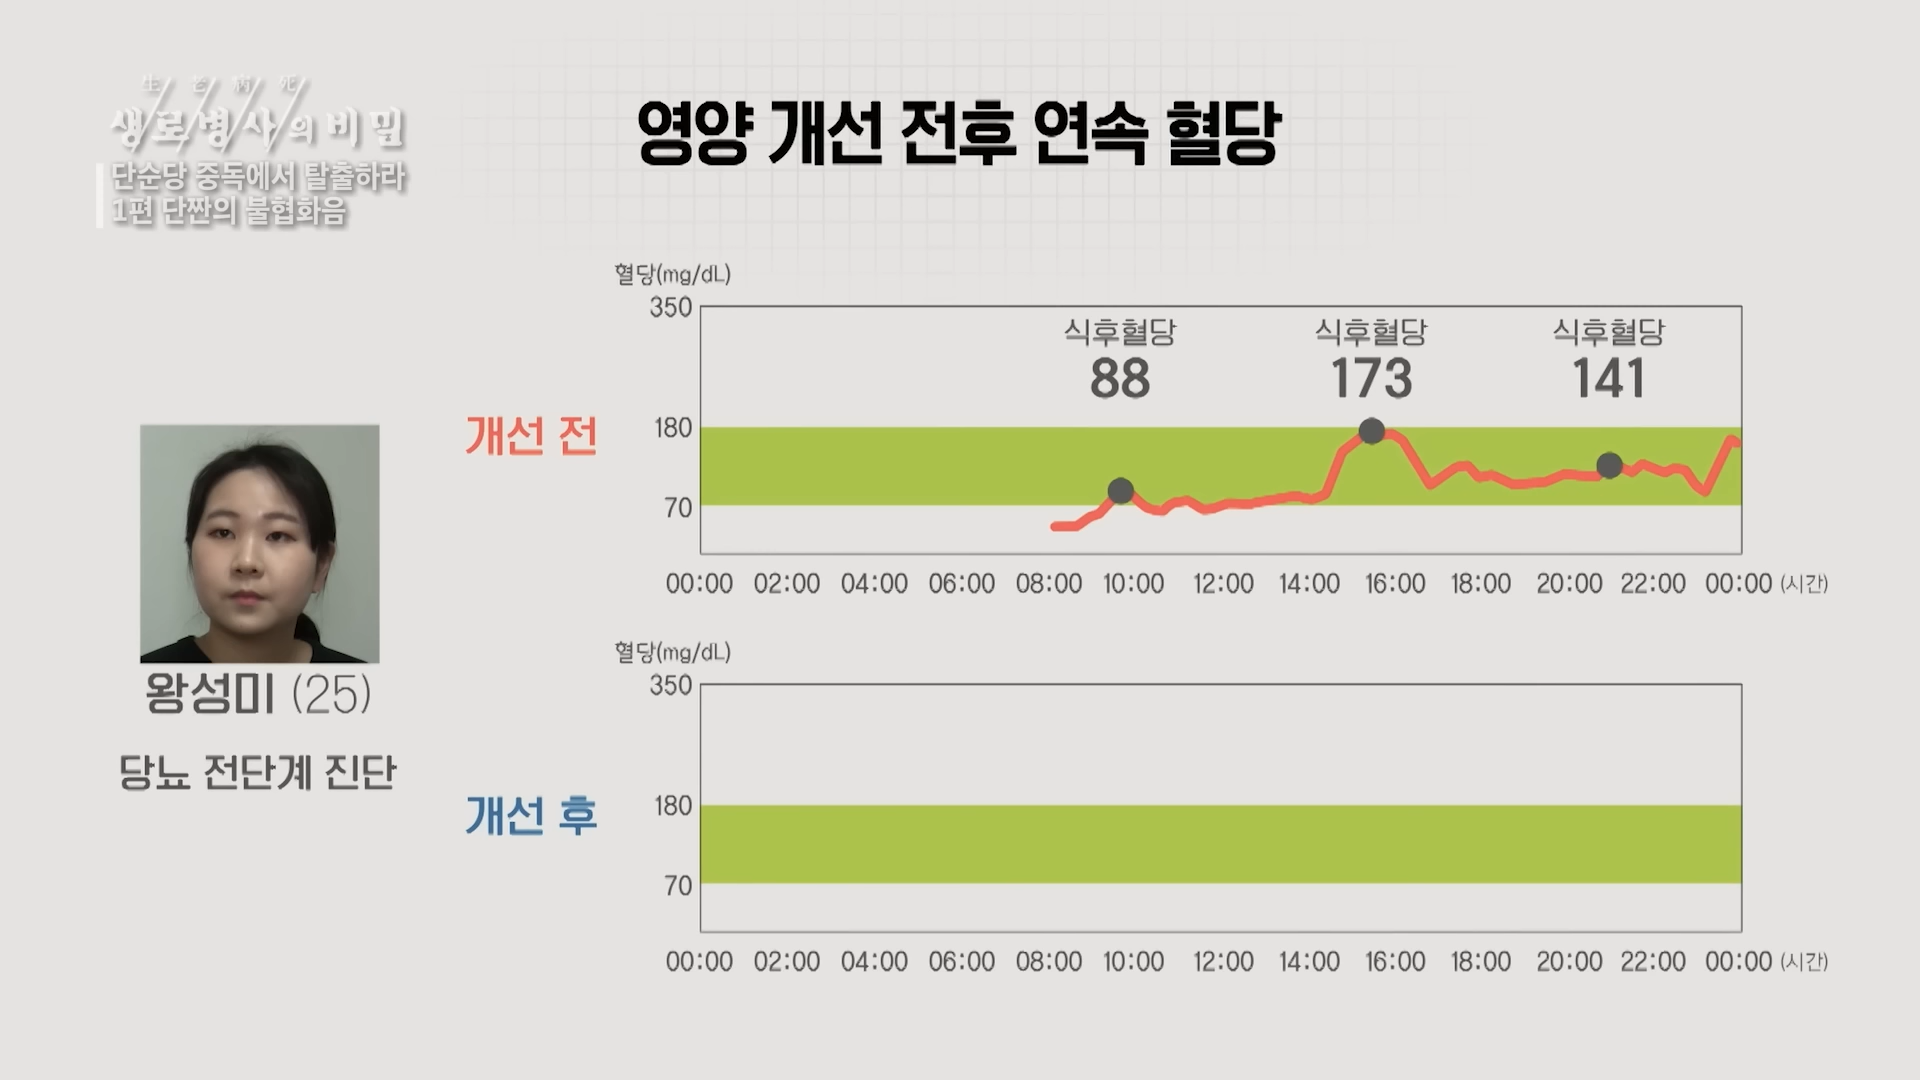 生老病死
생로병사의 비밀
단순당 중독에서 탈출하라
1편 단짠의 불협화음
영양 개선 전후 연속 혈당
혈당(mg/dL)
350
식후혈당 식후혈당 식후혈당
88 173 141
개선 전
180
70
00:00 02:00 04:00 06:00 08:00 10:00 12:00 14:00 16:00 18:00 20:00 22:00 00:00 (시간)
왕성미 (25)
당뇨 전단계 진단
혈당(mg/dL)
350
개선 후
180
70
00:00 02:00 04:00 06:00 08:00 10:00 12:00 14:00 16:00 18:00 20:00 22:00 00:00 (시간)